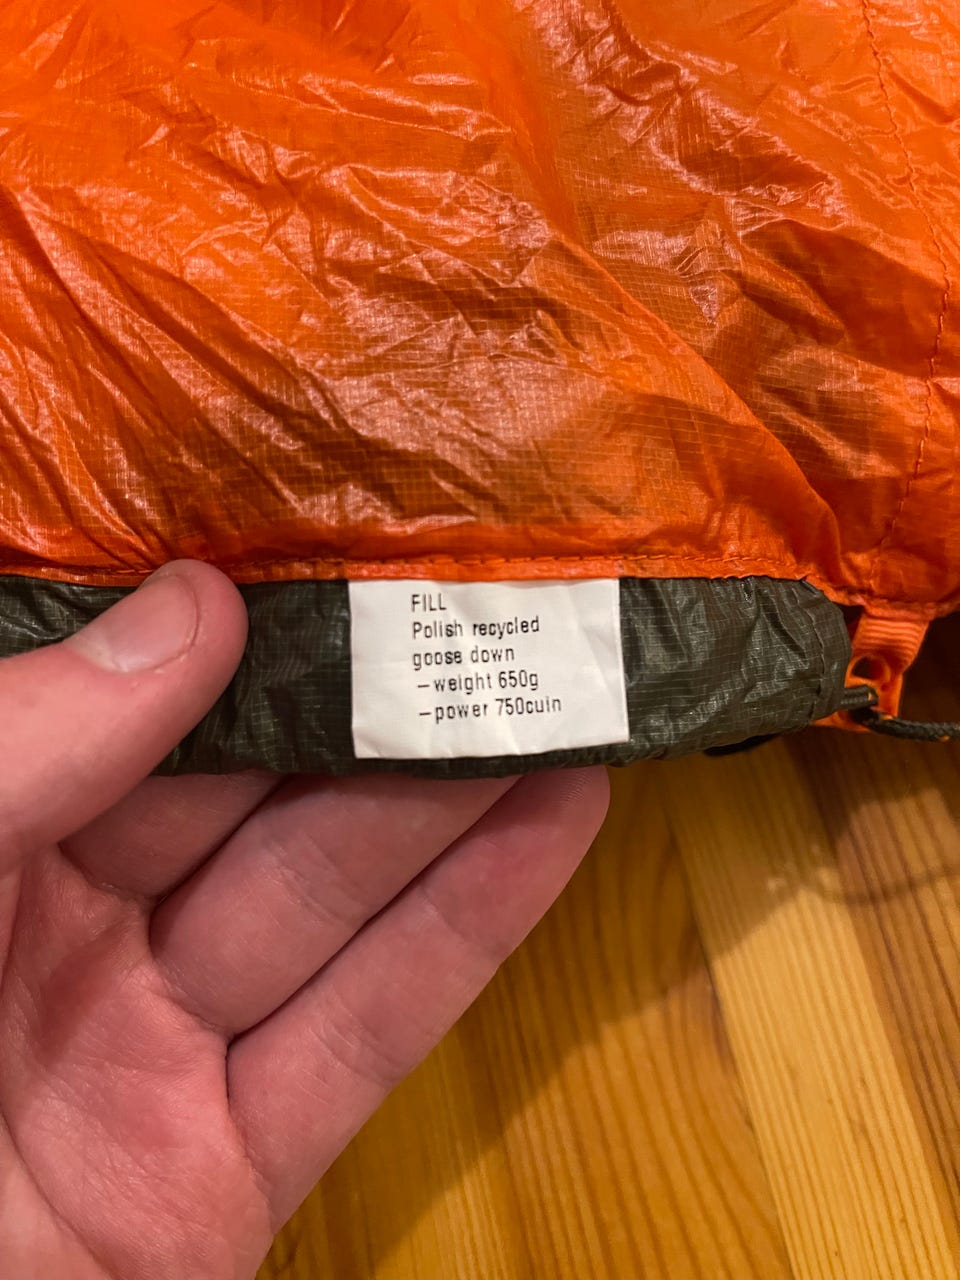 FILL
Polish recycled
goose down
–weight 650g
–power 750cuin